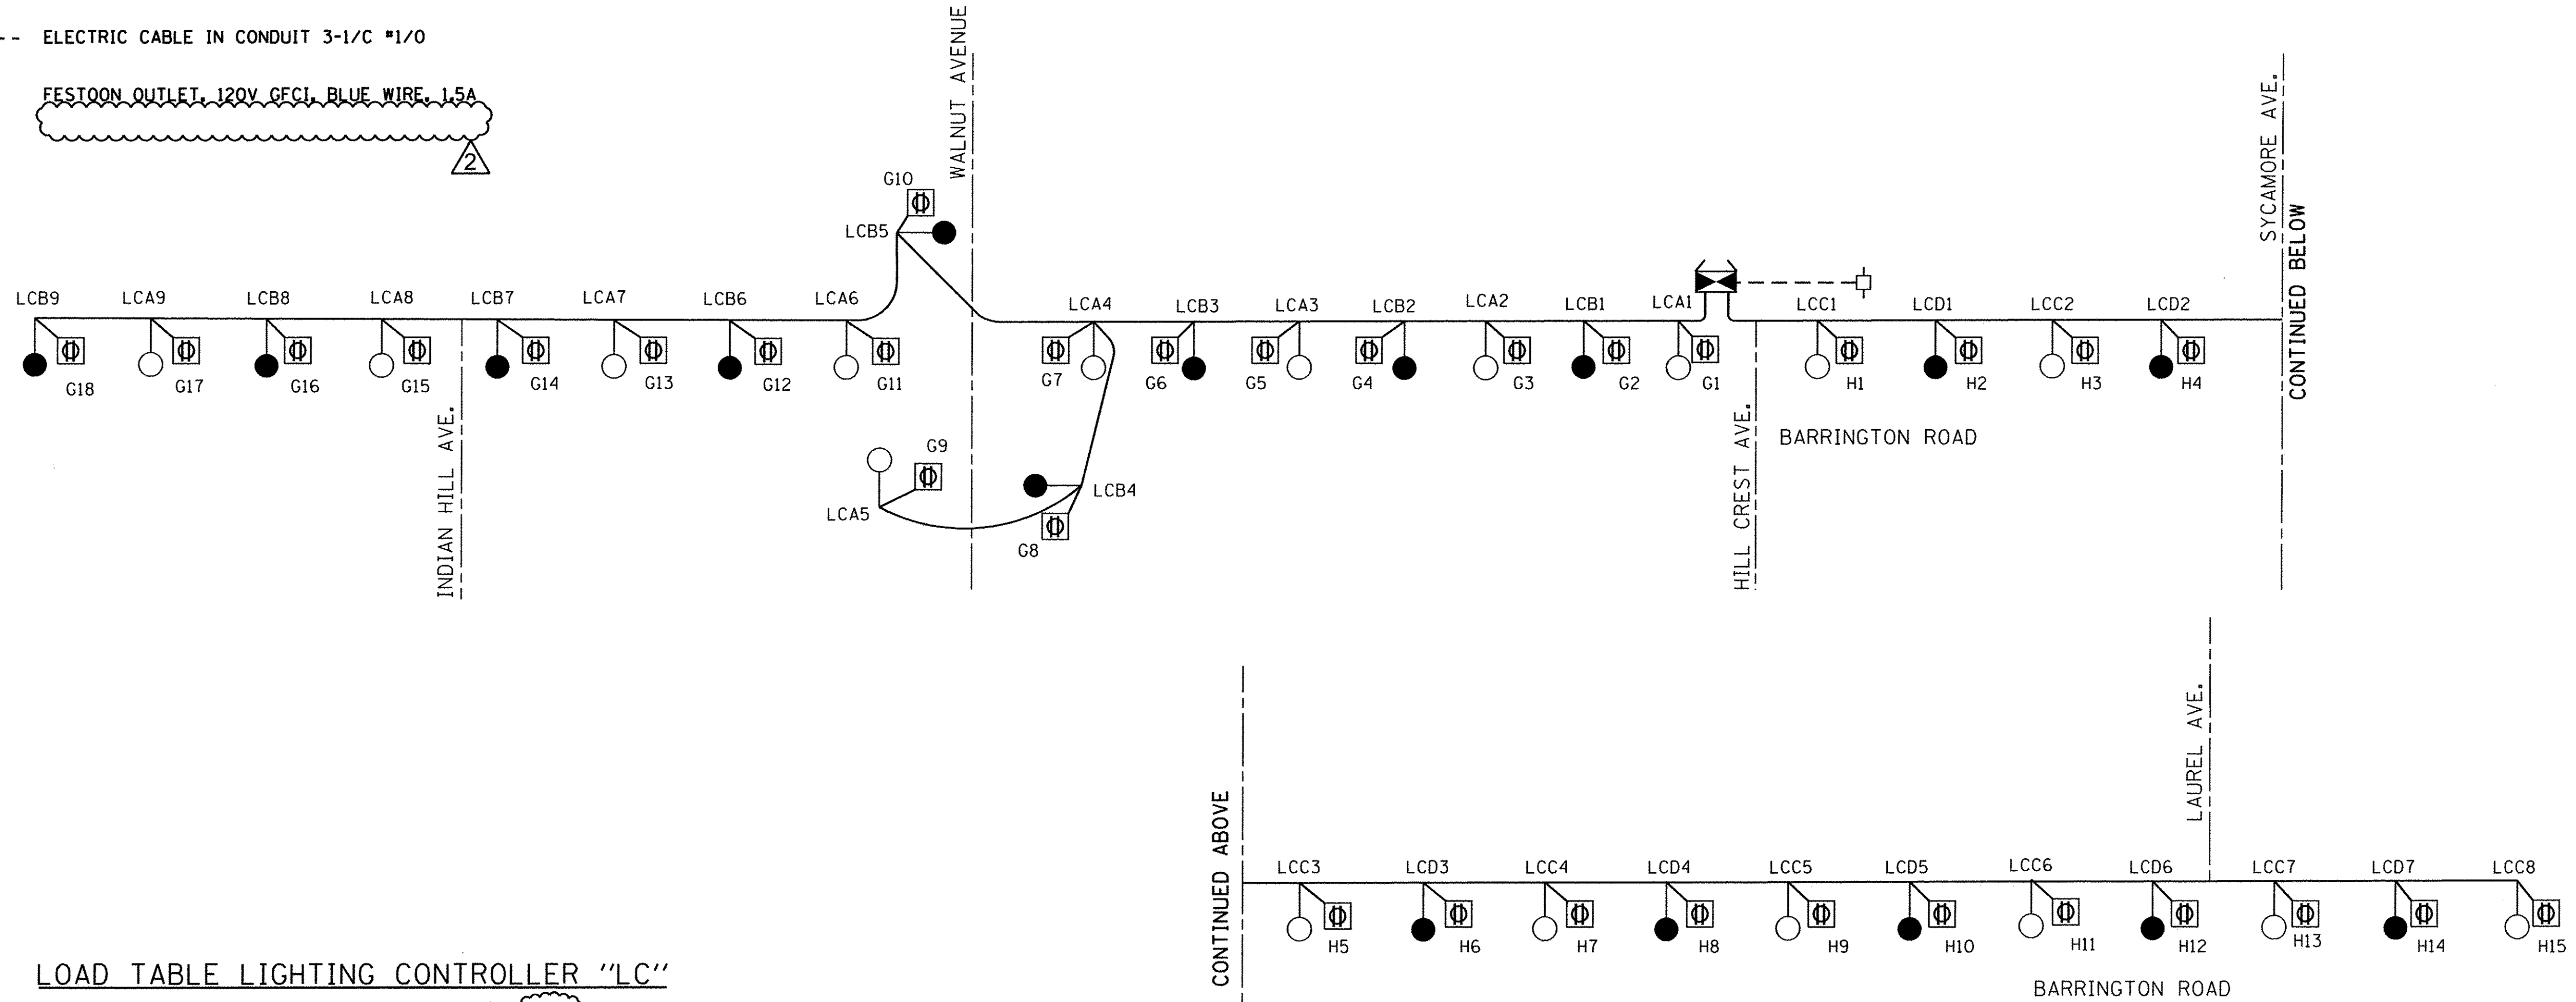 -- ELECTRIC CABLE IN CONDUIT 3-1/C #1/0
FESTOON OUTLET, 120V GFCI, BLUE WIRE, 1.5A
2
WALNUT AVENUE
SYCAMORE AVE.
CONTINUED BELOW
G10
LCB5
LCB9 LCA9 LCB8 LCA8 LCB7 LCA7 LCB6 LCA6 LCA4 LCB3 LCA3 LCB2 LCA2 LCB1 LCA1 LCC1 LCD1 LCC2 LCD2
G18 G17 G16 G15 G14 G13 G12 G11 G7 G6 G5 G4 G3 G2 G1 H1 H2 H3 H4
INDIAN HILL AVE.
HILL CREST AVE.
BARRINGTON ROAD
G9
LCA5
LCB4
G8
LAUREL AVE.
CONTINUED ABOVE
LCC3 LCD3 LCC4 LCD4 LCC5 LCD5 LCC6 LCD6 LCC7 LCD7 LCC8
H5 H6 H7 H8 H9 H10 H11 H12 H13 H14 H15
BARRINGTON ROAD
LOAD TABLE LIGHTING CONTROLLER "LC"